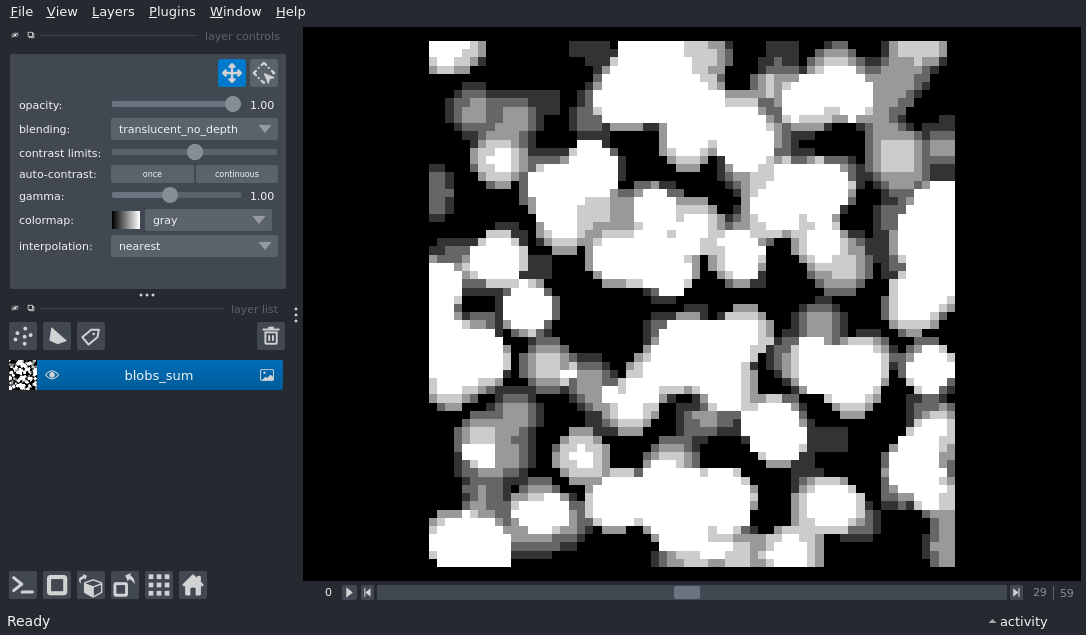 File View Layers Plugins Window Help
layer controls
opacity: 1.00
blending: translucent_no_depth
contrast limits:
auto-contrast: once continuous
gamma: 1.00
colormap: gray
interpolation: nearest
layer list
blobs_sum
0 29 59
Ready activity